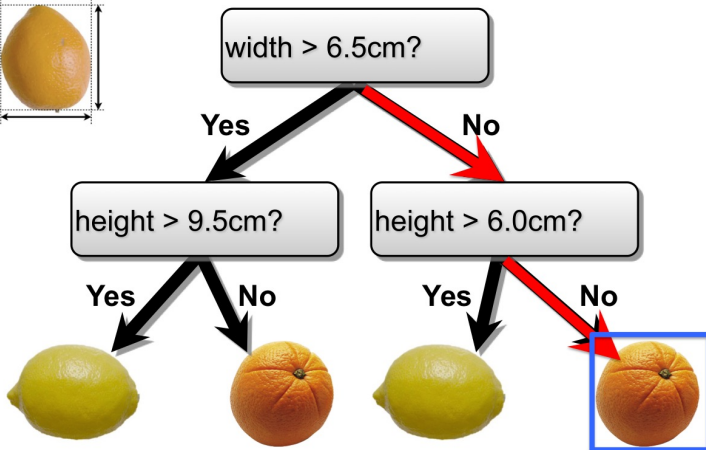 width > 6.5cm?
Yes
No
height > 9.5cm?
height > 6.0cm?
Yes
No
Yes
No